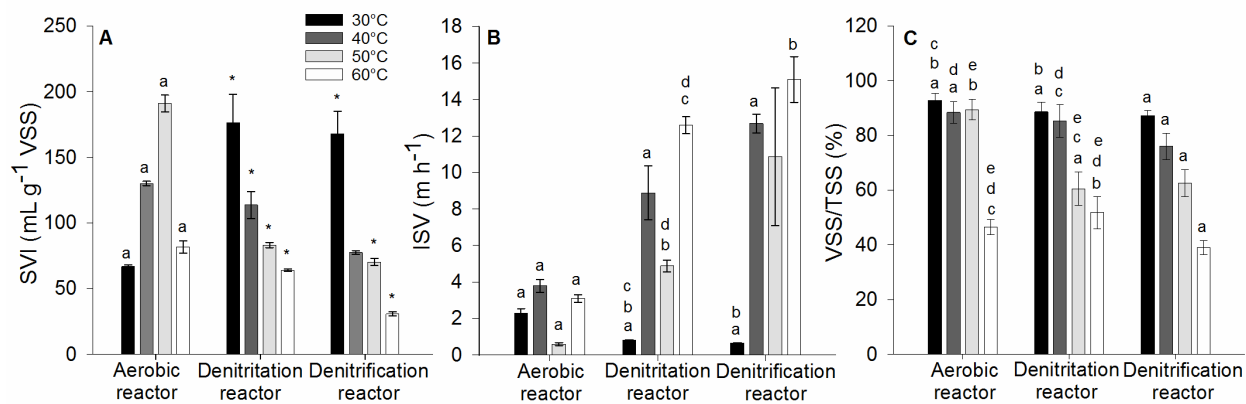 A
SVI (mL g⁻¹ VSS)
250
200
150
100
50
0
30°C
40°C
50°C
60°C
a
a
a
a
*
*
*
*
*
*
*
Aerobic reactor
Denitritation reactor
Denitrification reactor
B
ISV (m h⁻¹)
18
16
14
12
10
8
6
4
2
0
a
a
a
a
c
b
a
a
d
b
d
c
b
a
a
b
Aerobic reactor
Denitritation reactor
Denitrification reactor
C
VSS/TSS (%)
120
100
80
60
40
20
0
c
b
a
d
a
e
b
e
d
c
b
a
d
c
e
c
a
e
d
b
a
a
a
a
Aerobic reactor
Denitritation reactor
Denitrification reactor